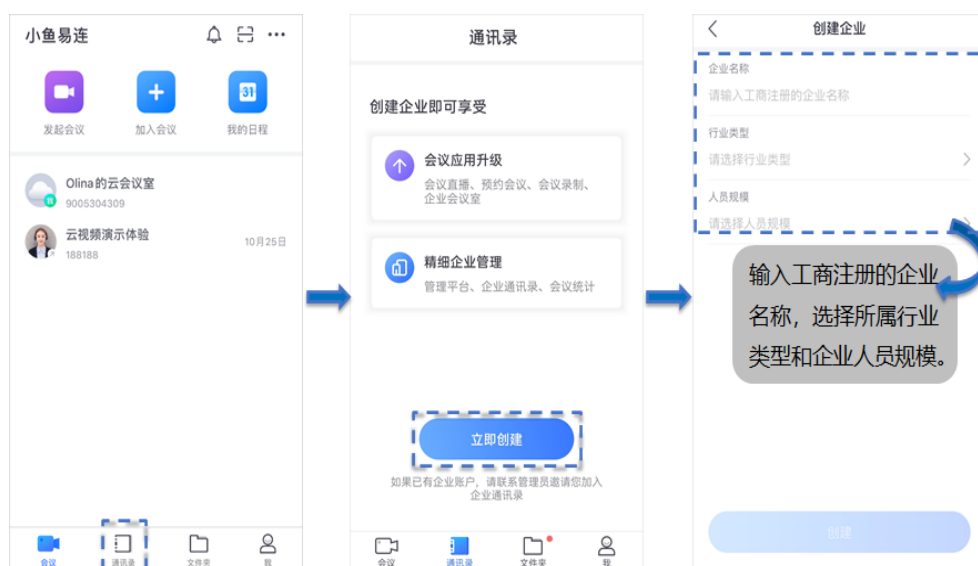 小鱼易连
发起会议
加入会议
31
我的日程
Olina的云会议室
9005304309
云视频演示体验
188188
10月25日
会议
通讯录
文件夹
我
通讯录
创建企业即可享受
会议应用升级
会议直播、预约会议、会议录制、
企业会议室
精细企业管理
管理平台、企业通讯录、会议统计
立即创建
如果已有企业账户，请联系管理员邀请您加入
企业通讯录
会议
通讯录
文件夹
我
创建企业
企业名称
请输入工商注册的企业名称
行业类型
请选择行业类型
人员规模
请选择人员规模
输入工商注册的企业
名称，选择所属行业
类型和企业人员规模。
创建